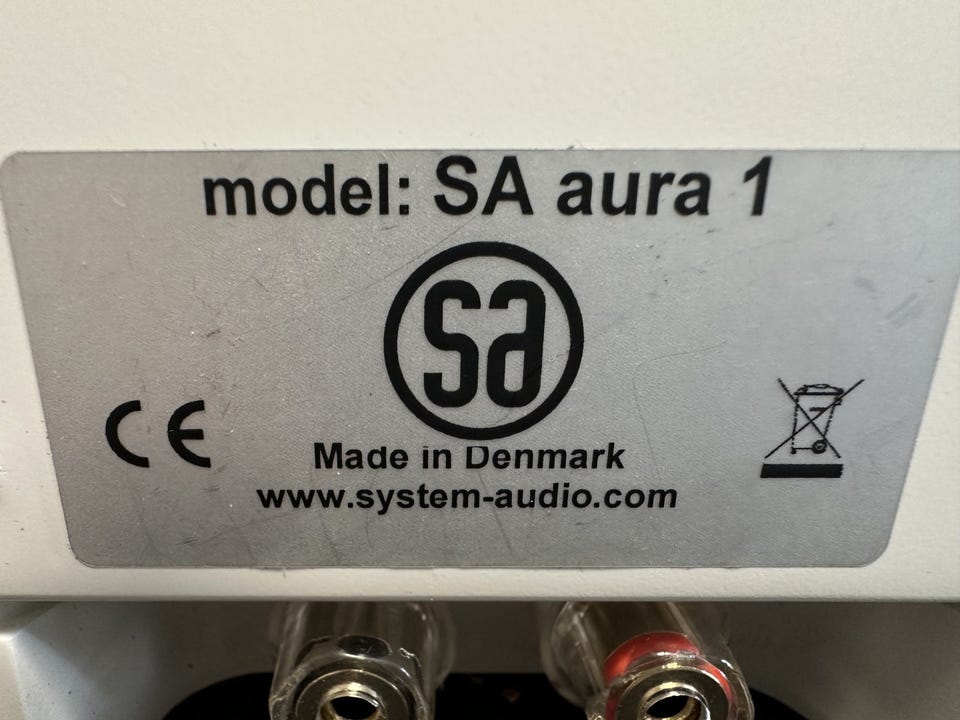 model: SA aura 1
sa
CE
Made in Denmark
www.system-audio.com